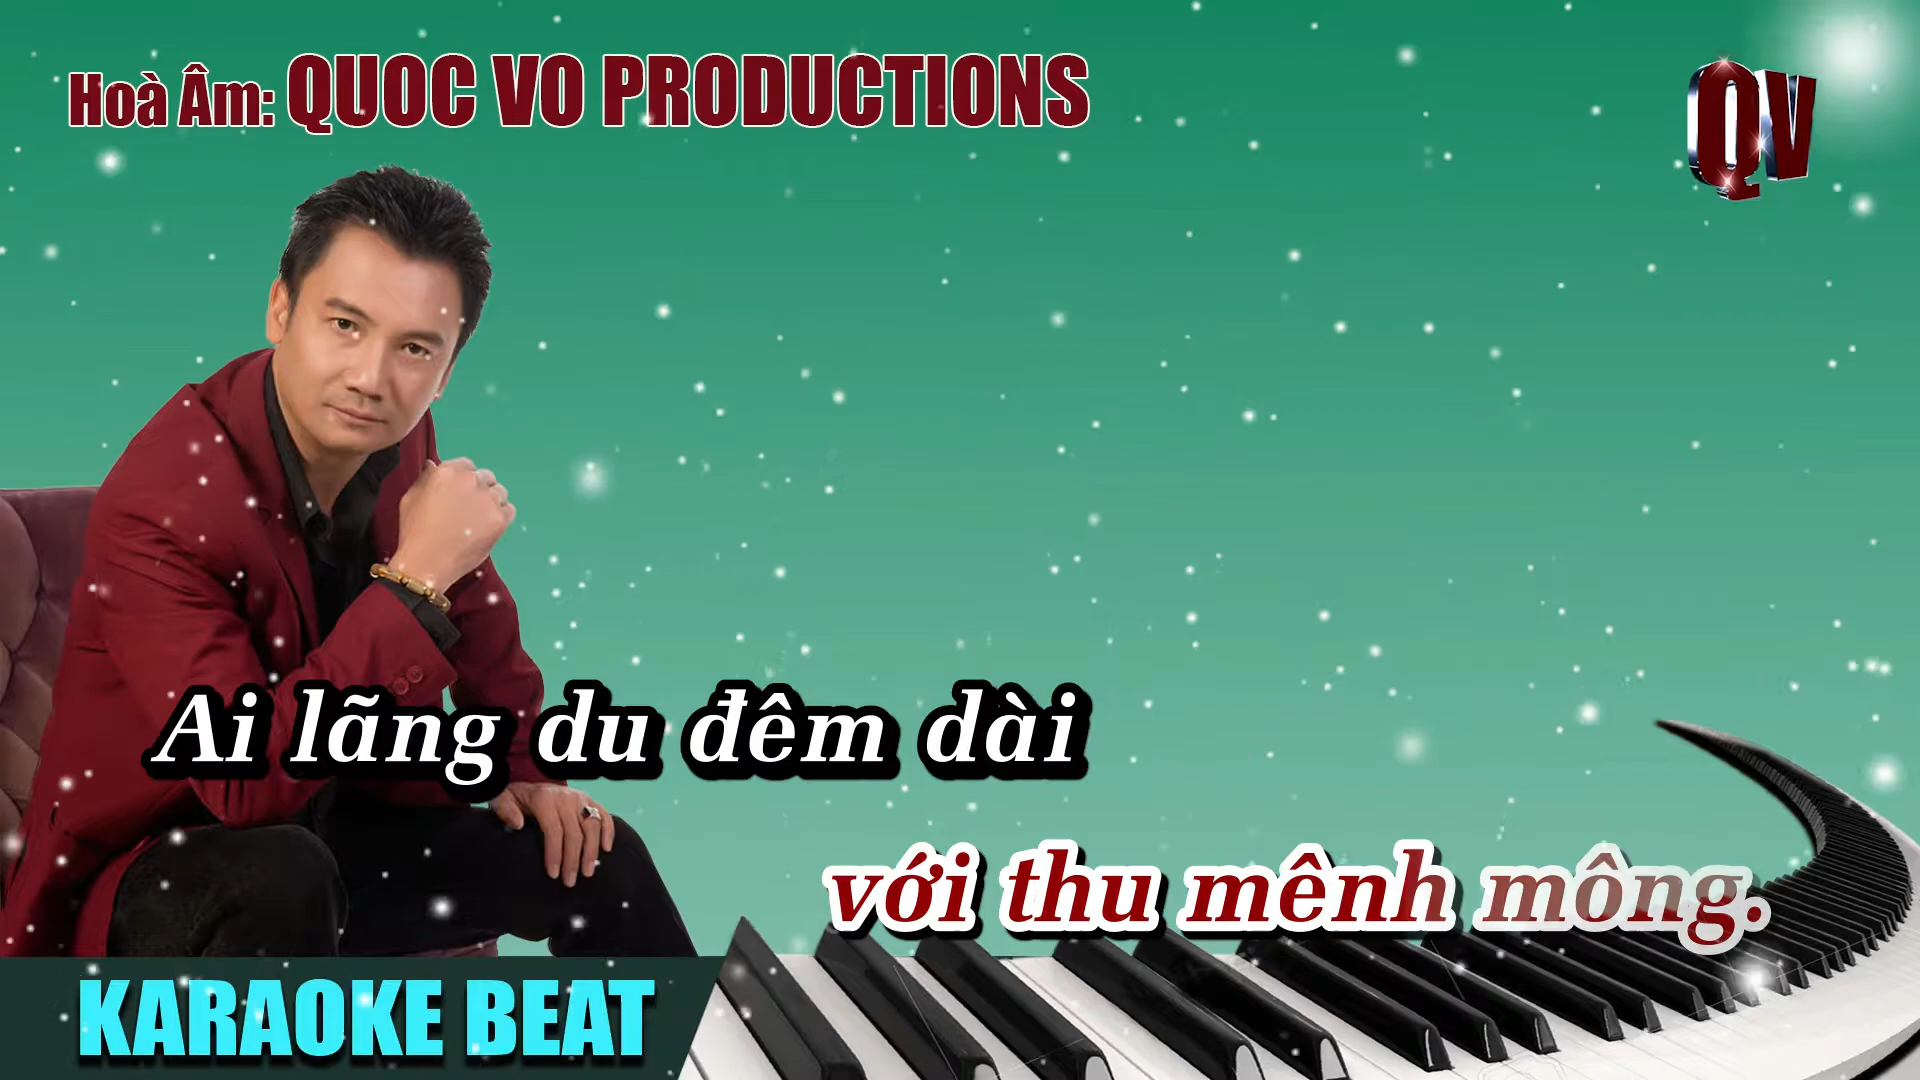 Hoà Âm: QUOC VO PRODUCTIONS
QV
Ai lãng du đêm dài
với thu mênh mông.
KARAOKE BEAT